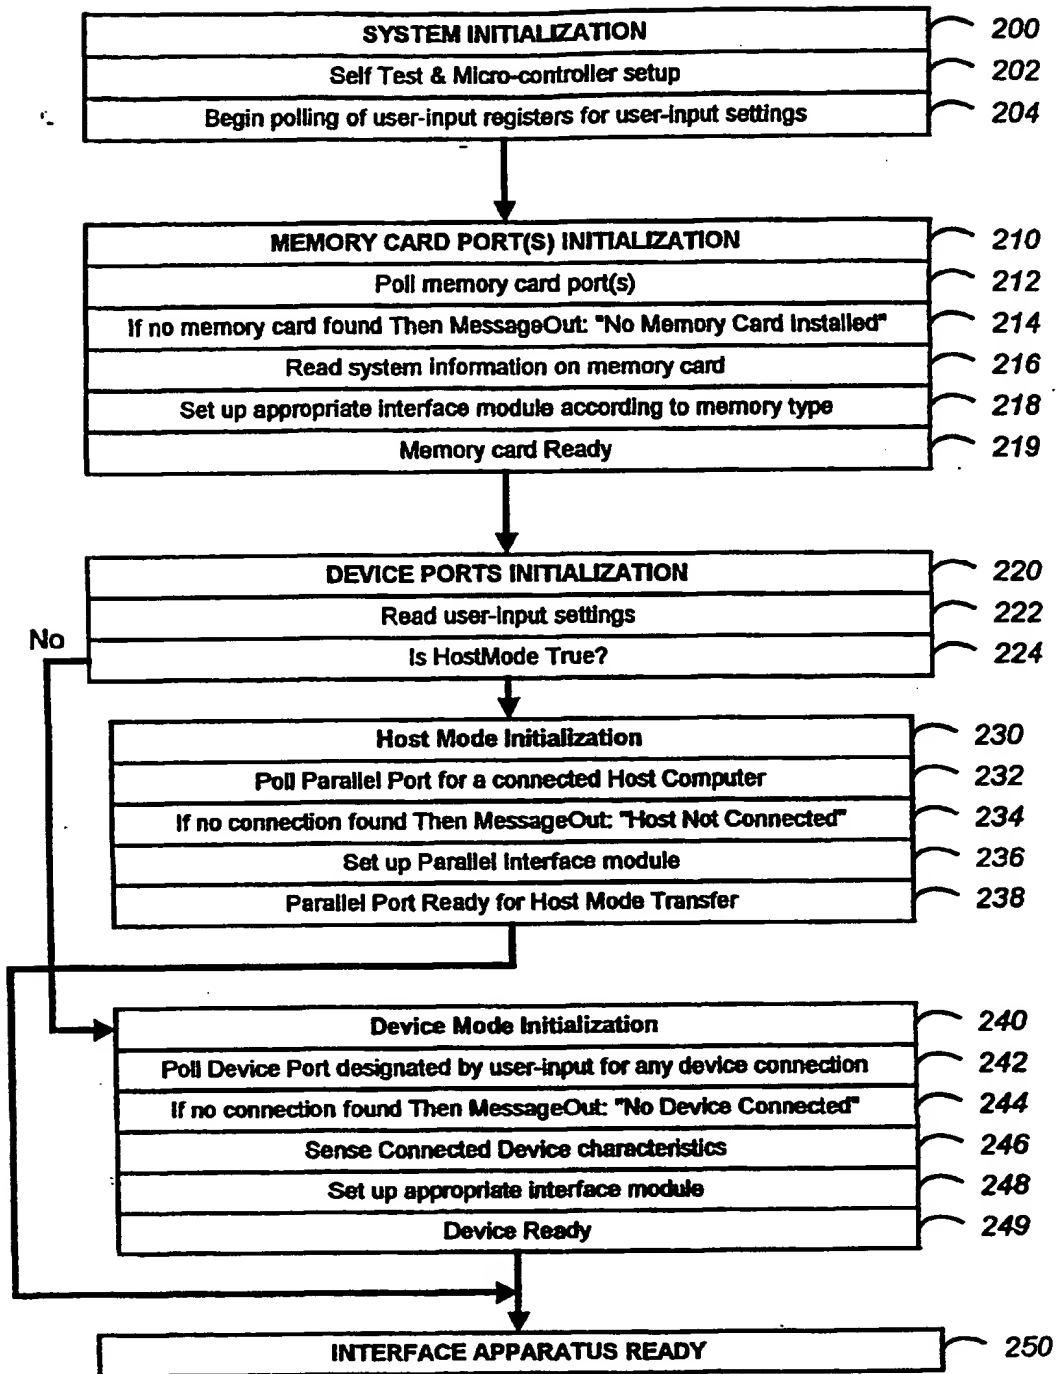 SYSTEM INITIALIZATION 200
Self Test & Micro-controller setup 202
Begin polling of user-input registers for user-input settings 204
MEMORY CARD PORT(S) INITIALIZATION 210
Poll memory card port(s) 212
If no memory card found Then MessageOut: "No Memory Card Installed" 214
Read system information on memory card 216
Set up appropriate interface module according to memory type 218
Memory card Ready 219
DEVICE PORTS INITIALIZATION 220
Read user-input settings 222
No
Is HostMode True? 224
Host Mode Initialization 230
Poll Parallel Port for a connected Host Computer 232
If no connection found Then MessageOut: "Host Not Connected" 234
Set up Parallel Interface module 236
Parallel Port Ready for Host Mode Transfer 238
Device Mode Initialization 240
Poll Device Port designated by user-input for any device connection 242
If no connection found Then MessageOut: "No Device Connected" 244
Sense Connected Device characteristics 246
Set up appropriate interface module 248
Device Ready 249
INTERFACE APPARATUS READY 250